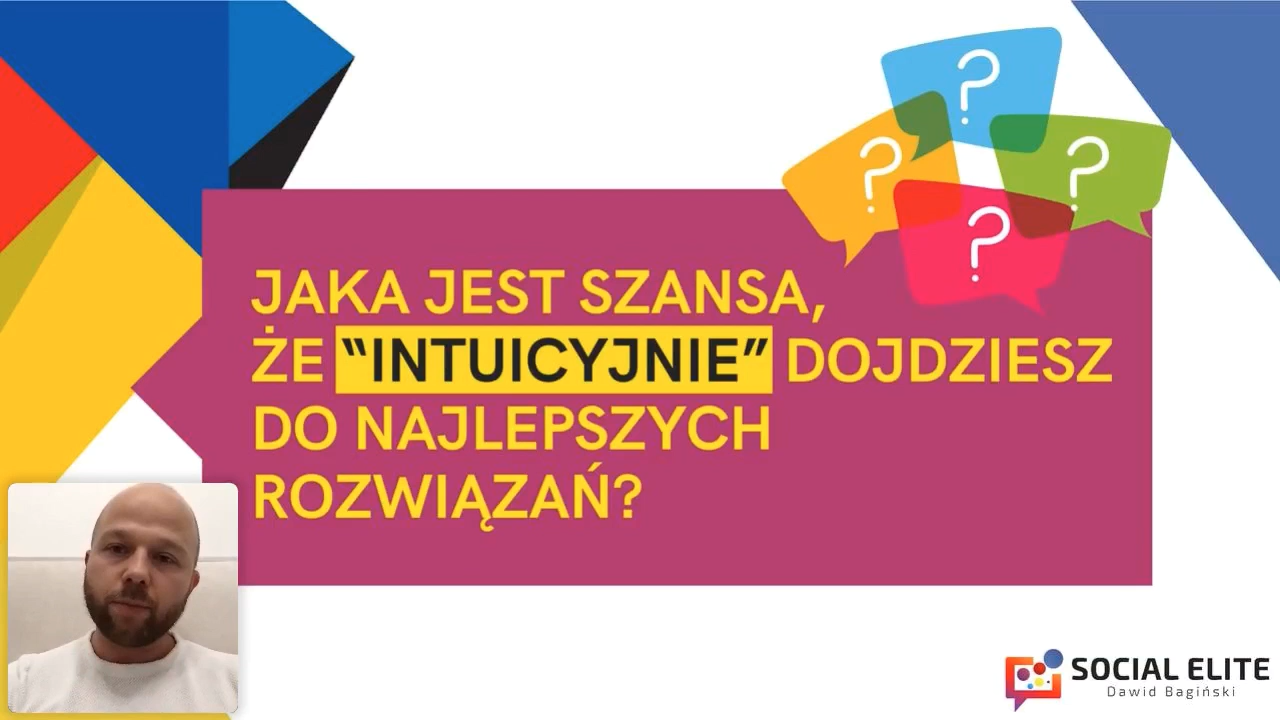 JAKA JEST SZANSA,
ŻE “INTUICYJNIE” DOJDZIESZ
DO NAJLEPSZYCH
ROZWIĄZAŃ?
? ? ? ?
SOCIAL ELITE
Dawid Bagiński